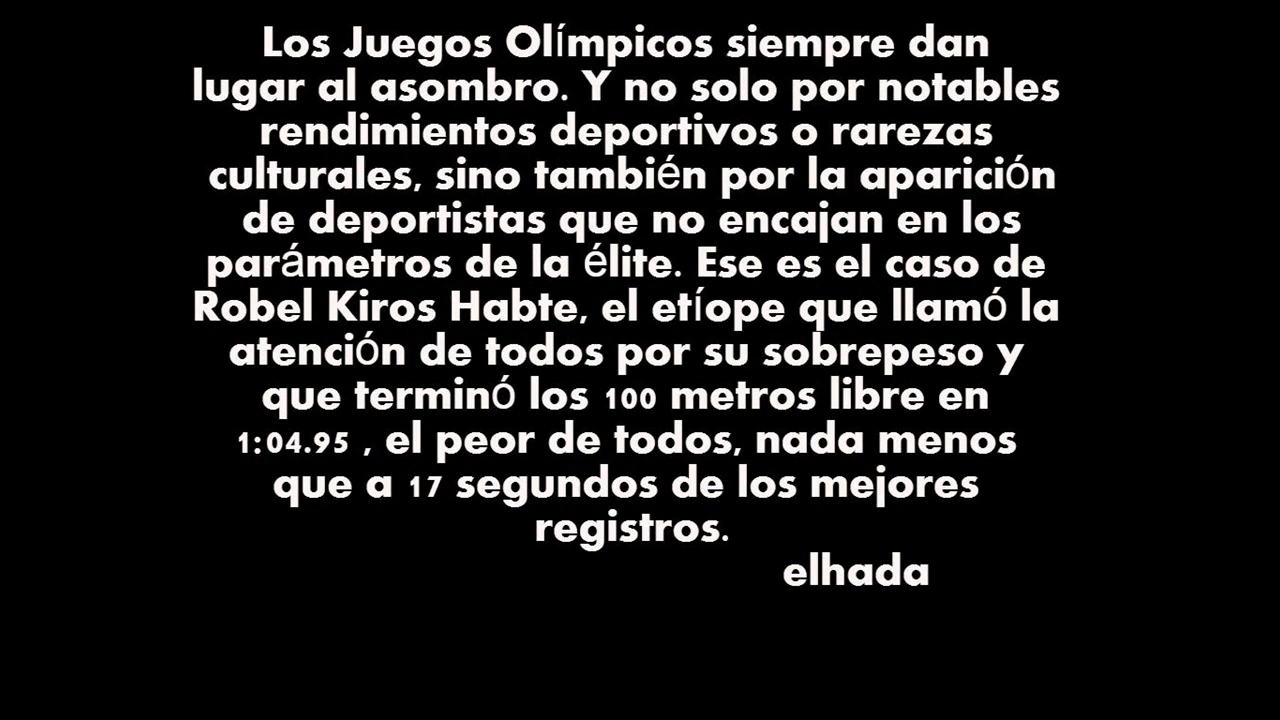 Los Juegos Olímpicos siempre dan
lugar al asombro. Y no solo por notables
rendimientos deportivos o rarezas
culturales, sino también por la aparición
de deportistas que no encajan en los
parámetros de la élite. Ese es el caso de
Robel Kiros Habte, el etíope que llamó la
atención de todos por su sobrepeso y
que terminó los 100 metros libre en
1:04.95 , el peor de todos, nada menos
que a 17 segundos de los mejores
registros.
elhada